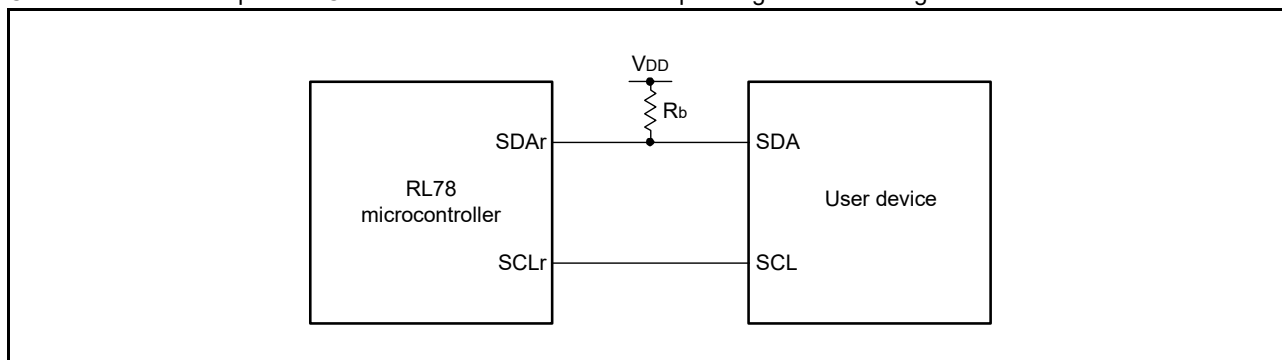 VDD
Rb
SDAr
SDA
RL78
microcontroller
User device
SCLr
SCL